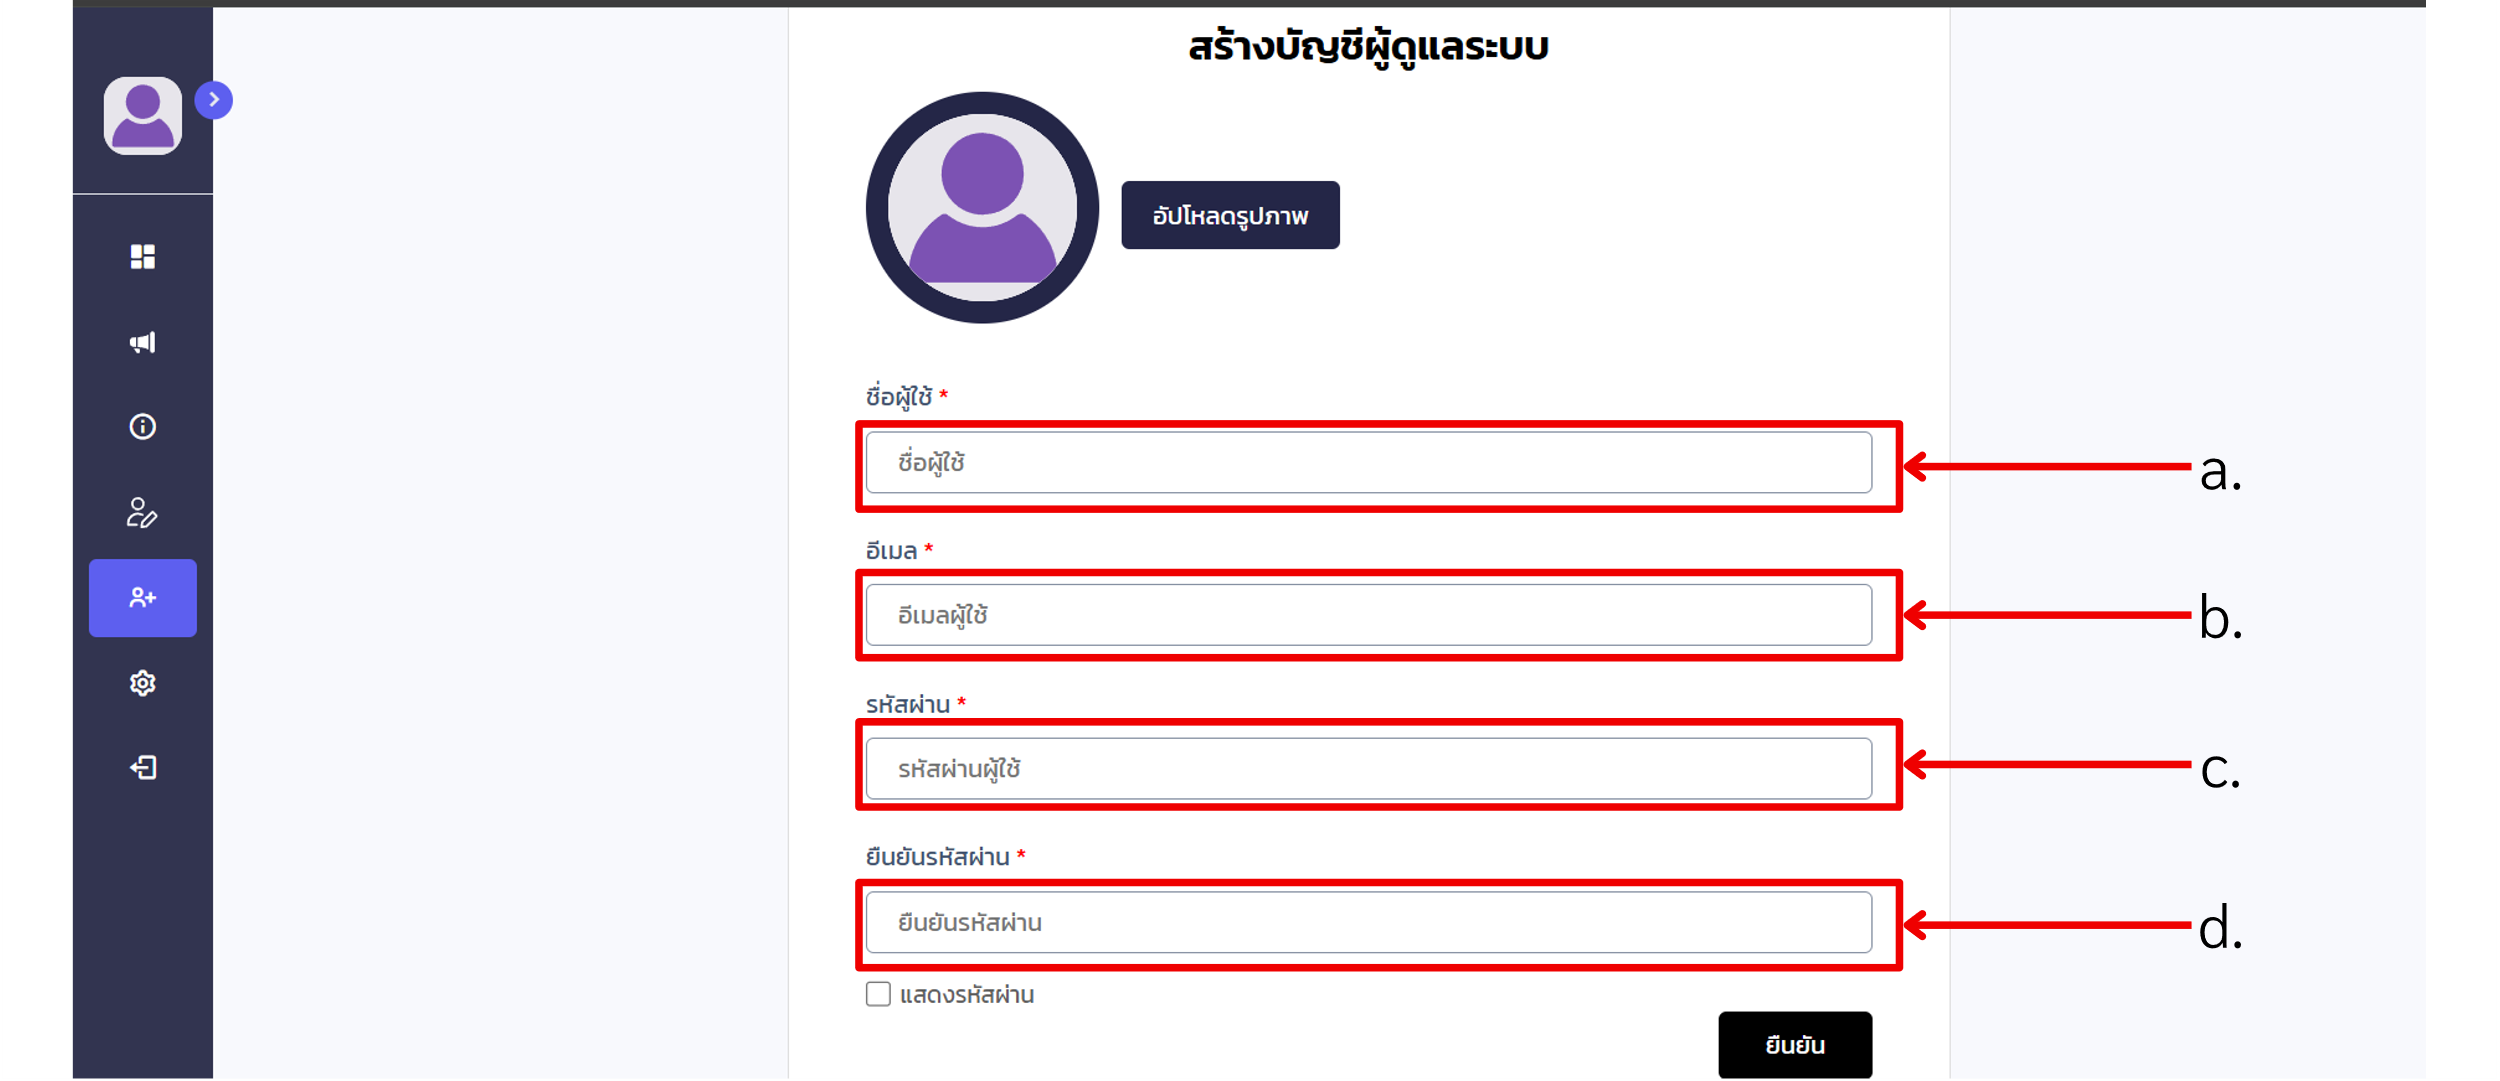 สร้างบัญชีผู้ดูแลระบบ
อัปโหลดรูปภาพ
ชื่อผู้ใช้ *
ชื่อผู้ใช้
a.
อีเมล *
อีเมลผู้ใช้
b.
รหัสผ่าน *
รหัสผ่านผู้ใช้
c.
ยืนยันรหัสผ่าน *
ยืนยันรหัสผ่าน
d.
แสดงรหัสผ่าน
ยืนยัน